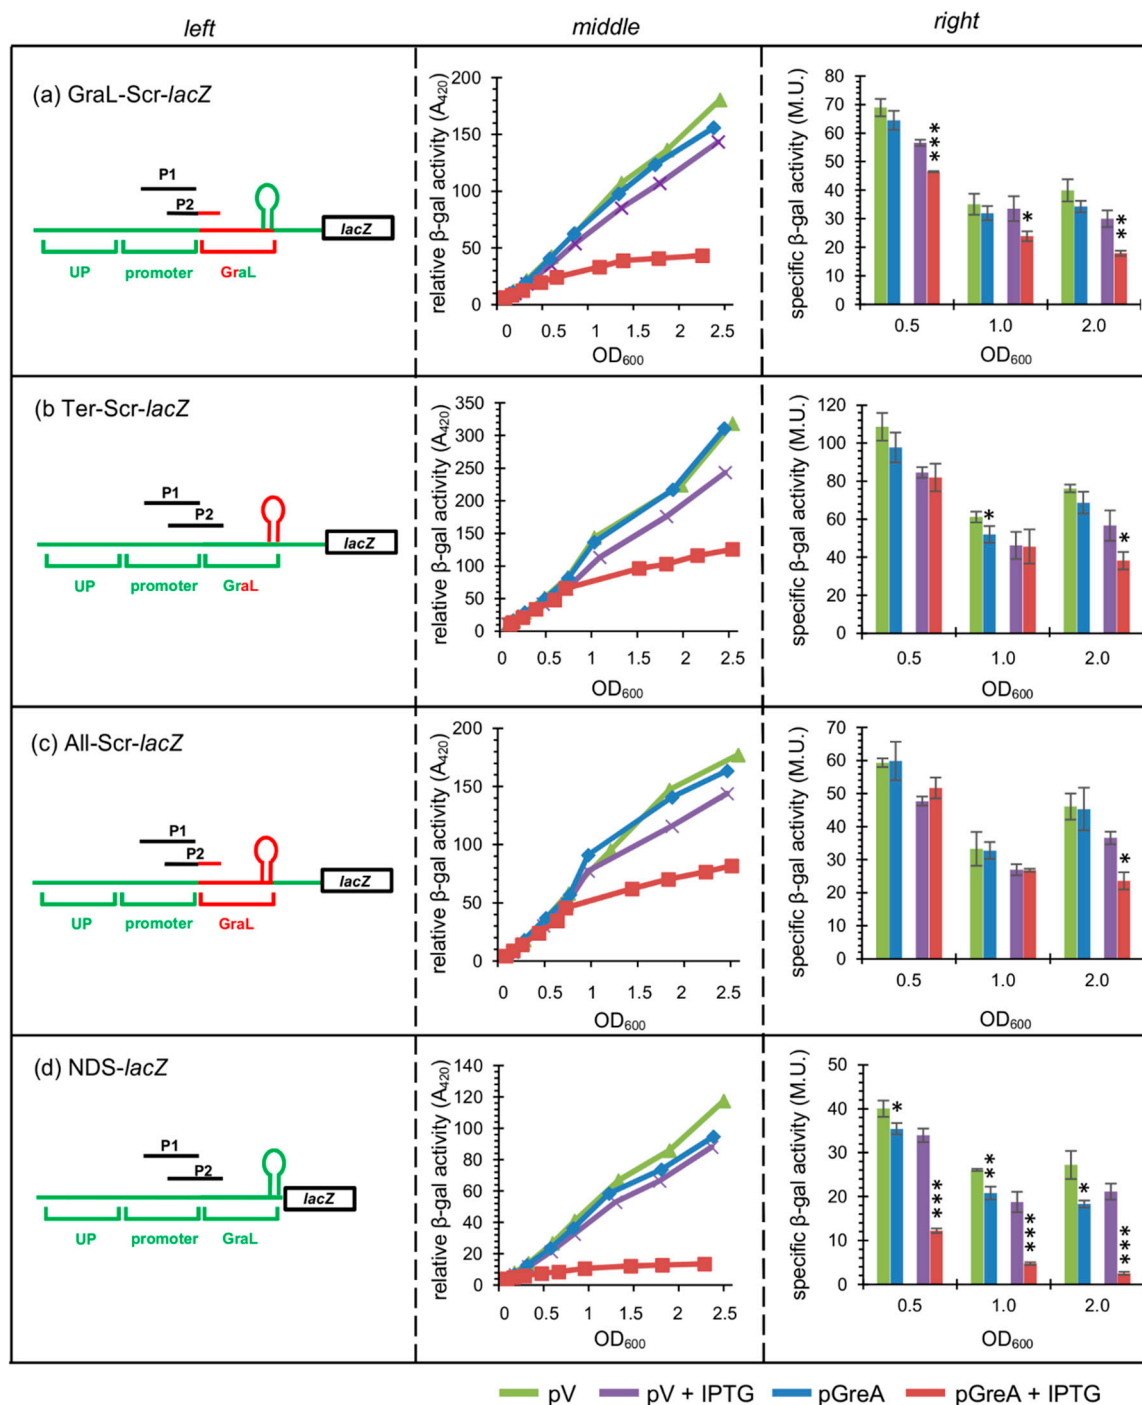 left
middle
right
(a) GraL-Scr-lacZ
P1
P2
lacZ
UP
promoter
GraL
relative β-gal activity (A420)
200
150
100
50
0
0 0.5 1 1.5 2 2.5
OD600
specific β-gal activity (M.U.)
80
70
60
50
40
30
20
10
0
***
*
**
0.5 1.0 2.0
OD600
(b Ter-Scr-lacZ
P1
P2
lacZ
UP
promoter
GraL
relative β-gal activity (A420)
350
300
250
200
150
100
50
0
0 0.5 1 1.5 2 2.5
OD600
specific β-gal activity (M.U.)
120
100
80
60
40
20
0
*
*
0.5 1.0 2.0
OD600
(c) All-Scr-lacZ
P1
P2
lacZ
UP
promoter
GraL
relative β-gal activity (A420)
200
150
100
50
0
0 0.5 1 1.5 2 2.5
OD600
specific β-gal activity (M.U.)
70
60
50
40
30
20
10
0
*
0.5 1.0 2.0
OD600
(d) NDS-lacZ
P1
P2
lacZ
UP
promoter
GraL
relative β-gal activity (A420)
140
120
100
80
60
40
20
0
0 0.5 1 1.5 2 2.5
OD600
specific β-gal activity (M.U.)
50
40
30
20
10
0
*
***
**
***
*
***
0.5 1.0 2.0
OD600
pV pV + IPTG pGreA pGreA + IPTG